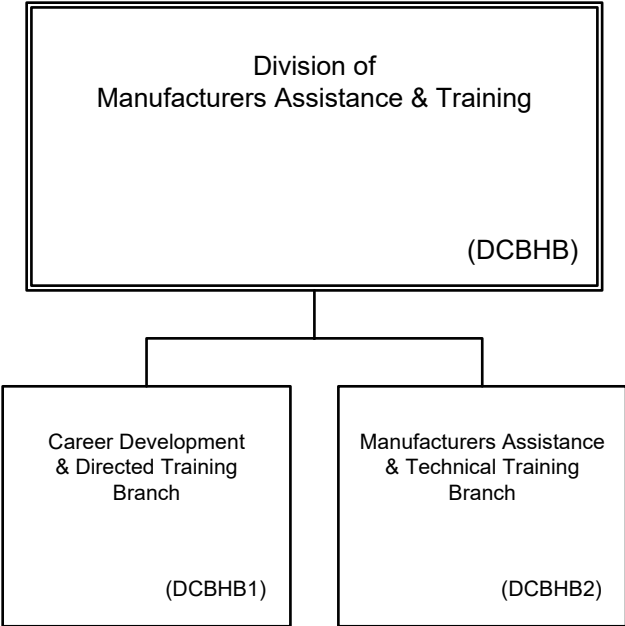 Division of
Manufacturers Assistance & Training
(DCBHB)
Career Development
& Directed Training
Branch
(DCBHB1)
Manufacturers Assistance
& Technical Training
Branch
(DCBHB2)